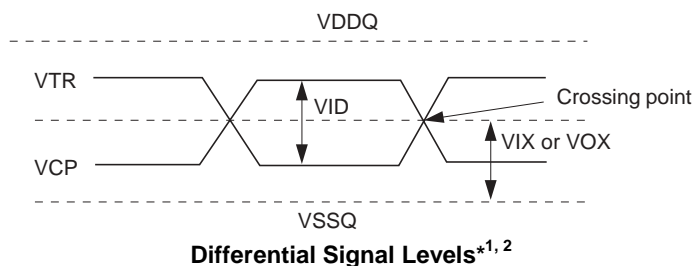 VDDQ
VTR
VID
Crossing point
VIX or VOX
VCP
VSSQ
Differential Signal Levels*1, 2